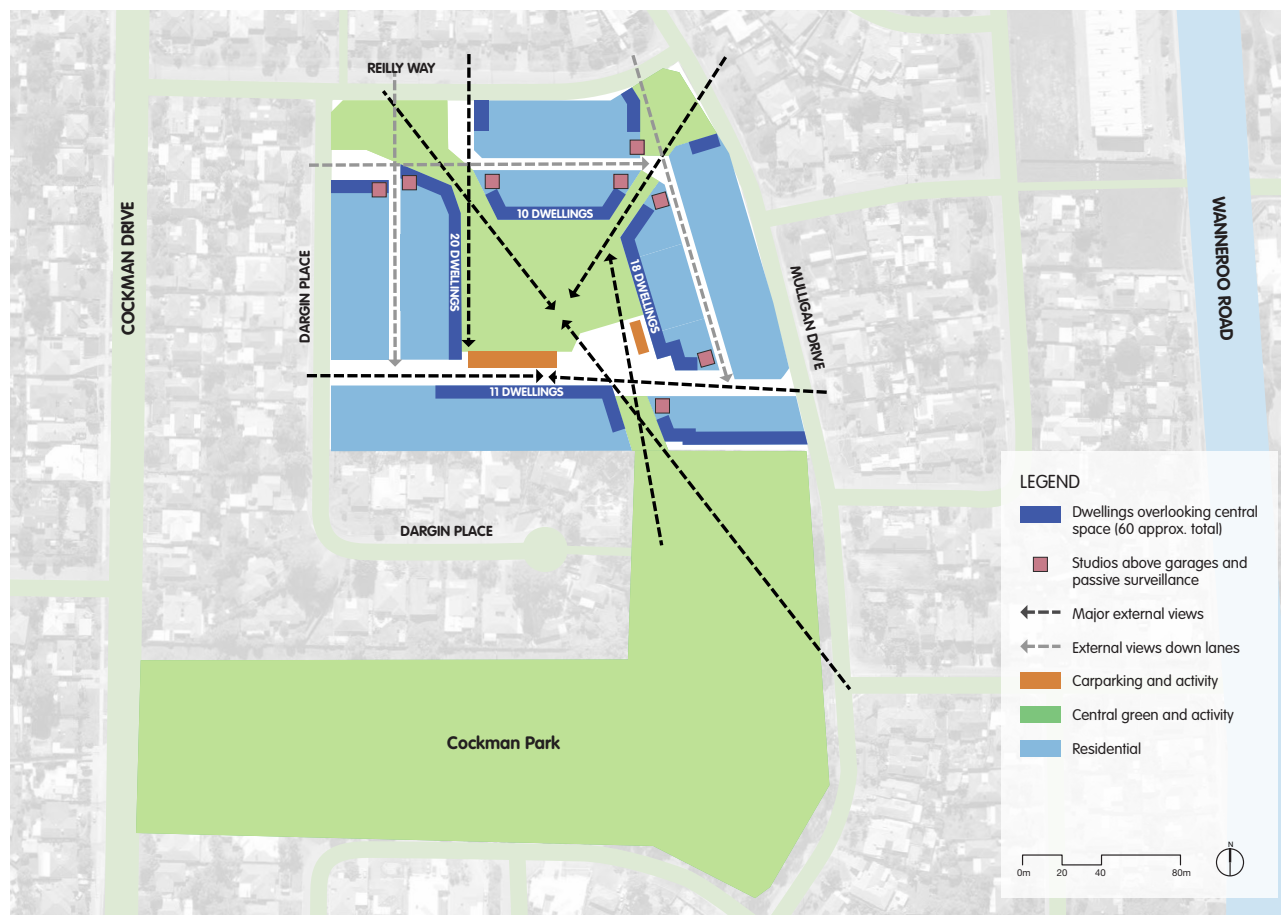 REILLY WAY
COCKMAN DRIVE
DARGIN PLACE
10 DWELLINGS
20 DWELLINGS
18 DWELLINGS
MULLIGAN DRIVE
WANNEROO ROAD
11 DWELLINGS
DARGIN PLACE
Cockman Park
LEGEND
Dwellings overlooking central
space (60 approx. total)
Studios above garages and
passive surveillance
Major external views
External views down lanes
Carparking and activity
Central green and activity
Residential
0m 20 40 80m
N